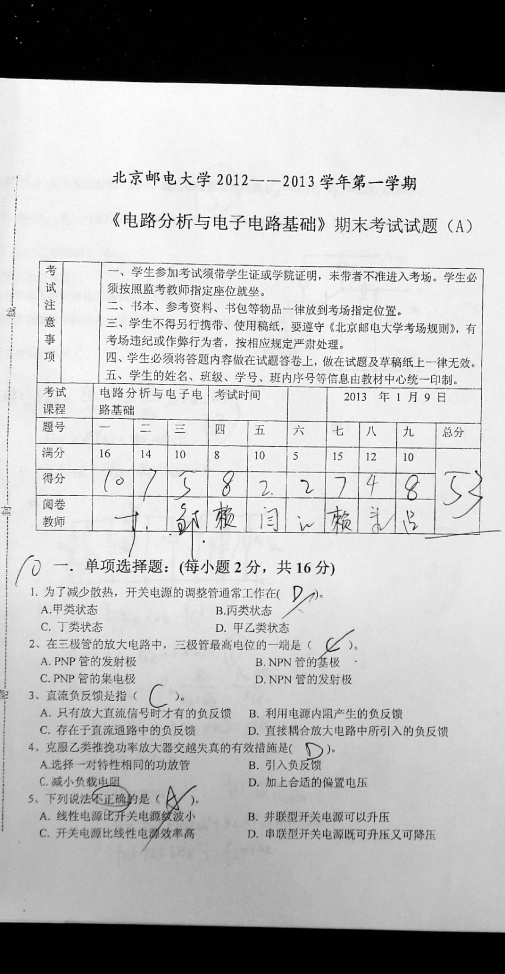 北京邮电大学 2012——2013 学年第一学期
《电路分析与电子电路基础》期末考试试题（A）
考试注意事项
一、学生参加考试须带学生证或学院证明，未带者不准进入考场。学生必
须按照监考教师指定座位就坐。
二、书本、参考资料、书包等物品一律放到考场指定位置。
三、学生不得另行携带、使用稿纸，要遵守《北京邮电大学考场规则》，有
考场违纪或作弊行为者，按相应规定严肃处理。
四、学生必须将答题内容做在试题答卷上，做在试题及草稿纸上一律无效。
五、学生的姓名、班级、学号、班内序号等信息由教材中心统一印制。
考试课程 电路分析与电子电路基础 考试时间 2013 年 1 月 9 日
题号 一 二 三 四 五 六 七 八 九 总分
满分 16 14 10 8 10 5 15 12 10
得分 10 7 5 8 2 2 7 4 8 53
阅卷教师 赖 闫 赖 吕
10 一．单项选择题：(每小题 2 分，共 16 分)
1. 为了减少散热，开关电源的调整管通常工作在( D )。
A.甲类状态 B.丙类状态
C. 丁类状态 D. 甲乙类状态
2、在三极管的放大电路中，三极管最高电位的一端是（ C ）。
A. PNP 管的发射极 B. NPN 管的基极
C. PNP 管的集电极 D. NPN 管的发射极
3、直流负反馈是指（ C ）。
A. 只有放大直流信号时才有的负反馈 B. 利用电源内阻产生的负反馈
C. 存在于直流通路中的负反馈 D. 直接耦合放大电路中所引入的负反馈
4、克服乙类推挽功率放大器交越失真的有效措施是( D )。
A.选择一对特性相同的功放管 B. 引入负反馈
C. 减小负载电阻 D. 加上合适的偏置电压
5、下列说法不正确的是（ A ）。
A. 线性电源比开关电源纹波小 B. 并联型开关电源可以升压
C. 开关电源比线性电源效率高 D. 串联型开关电源既可升压又可降压